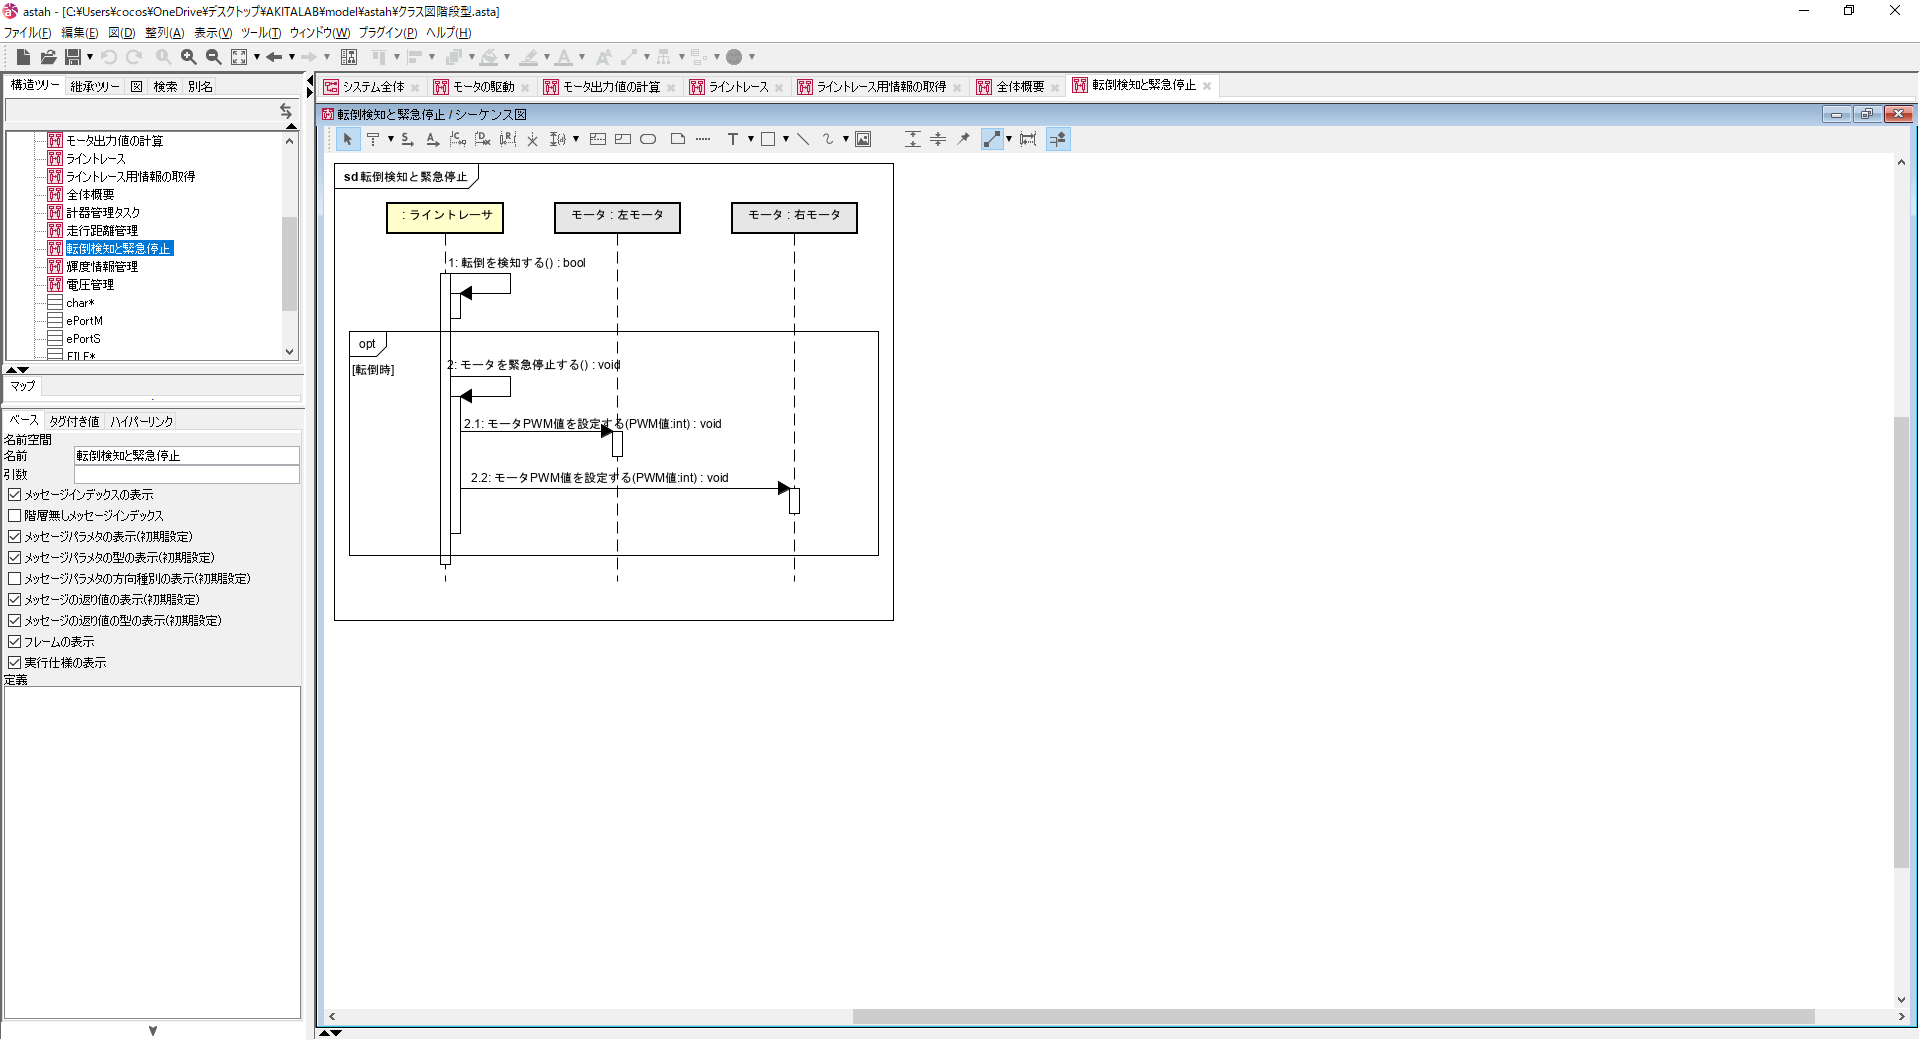 astah - [C:¥Users¥cocos¥OneDrive¥デスクトップ¥AKITALAB¥model¥astah¥クラス図階段型.asta]
ファイル(F) 編集(E) 図(D) 整列(A) 表示(V) ツール(T) ウィンドウ(W) プラグイン(P) ヘルプ(H)
構造ツリー 継承ツリー 図 検索 別名
モータ出力値の計算
ライントレース
ライントレース用情報の取得
全体概要
計器管理タスク
走行距離管理
転倒検知と緊急停止
輝度情報管理
電圧管理
char*
ePortM
ePortS
FILE*
マップ
ベース タグ付き値 ハイパーリンク
名前空間
名前 転倒検知と緊急停止
引数
メッセージインデックスの表示
階層無しメッセージインデックス
メッセージパラメタの表示(初期設定)
メッセージパラメタの型の表示(初期設定)
メッセージパラメタの方向種別の表示(初期設定)
メッセージの返り値の表示(初期設定)
メッセージの返り値の型の表示(初期設定)
フレームの表示
実行仕様の表示
定義
システム全体 モータの駆動 モータ出力値の計算 ライントレース ライントレース用情報の取得 全体概要 転倒検知と緊急停止
転倒検知と緊急停止 / シーケンス図
sd 転倒検知と緊急停止
: ライントレーサ モータ : 左モータ モータ : 右モータ
1: 転倒を検知する() : bool
opt
[転倒時]
2: モータを緊急停止する() : void
2.1: モータPWM値を設定する(PWM値:int) : void
2.2: モータPWM値を設定する(PWM値:int) : void